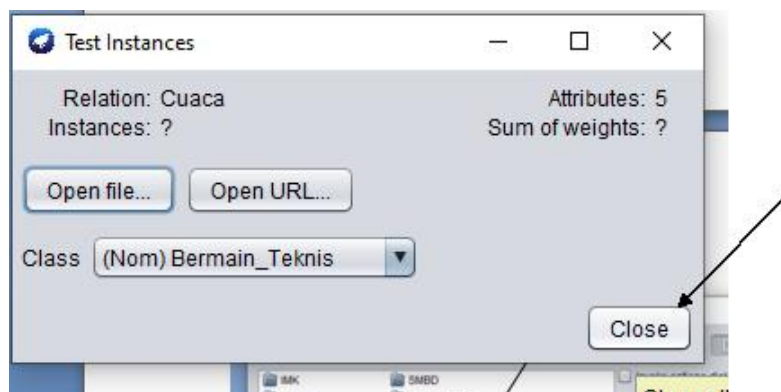 Test Instances
Relation: Cuaca
Attributes: 5
Instances: ?
Sum of weights: ?
Open file...
Open URL...
Class
(Nom) Bermain_Teknis
Close
IMK
SMBD